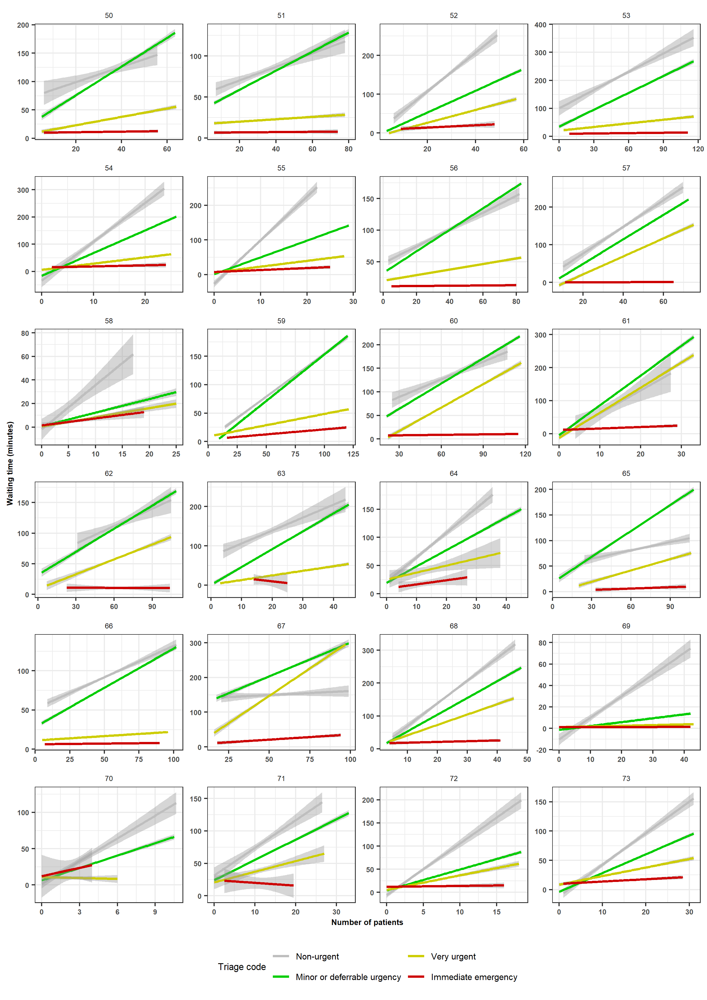 50 51 52 53
200
150
100
50
0
20 40 60
100
50
0
20 40 60 80
200
100
0
20 40 60
400
300
200
100
0
0 30 60 90 120
54 55 56 57
300
200
100
0
0 10 20
200
100
0
0 10 20 30
150
100
50
0 20 40 60 80
200
100
0
20 40 60
58 59 60 61
80
60
40
20
0
0 5 10 15 20 25
150
100
50
0
0 25 50 75 100 125
200
150
100
50
0
30 60 90 120
300
200
100
0
0 10 20 30
Waiting time (minutes)
62 63 64 65
150
100
50
0
0 30 60 90
200
100
0
0 10 20 30 40
150
100
50
0
0 10 20 30 40
200
150
100
50
0
0 30 60 90
66 67 68 69
100
50
0
0 25 50 75 100
300
200
100
0
25 50 75 100
300
200
100
0
10 20 30 40 50
80
60
40
20
0
-20
0 10 20 30 40
70 71 72 73
100
50
0
0 3 6 9
150
100
50
0
0 10 20 30
200
150
100
50
0
0 5 10 15
150
100
50
0
0 10 20 30
Number of patients
Triage code
Non-urgent
Minor or deferrable urgency
Very urgent
Immediate emergency